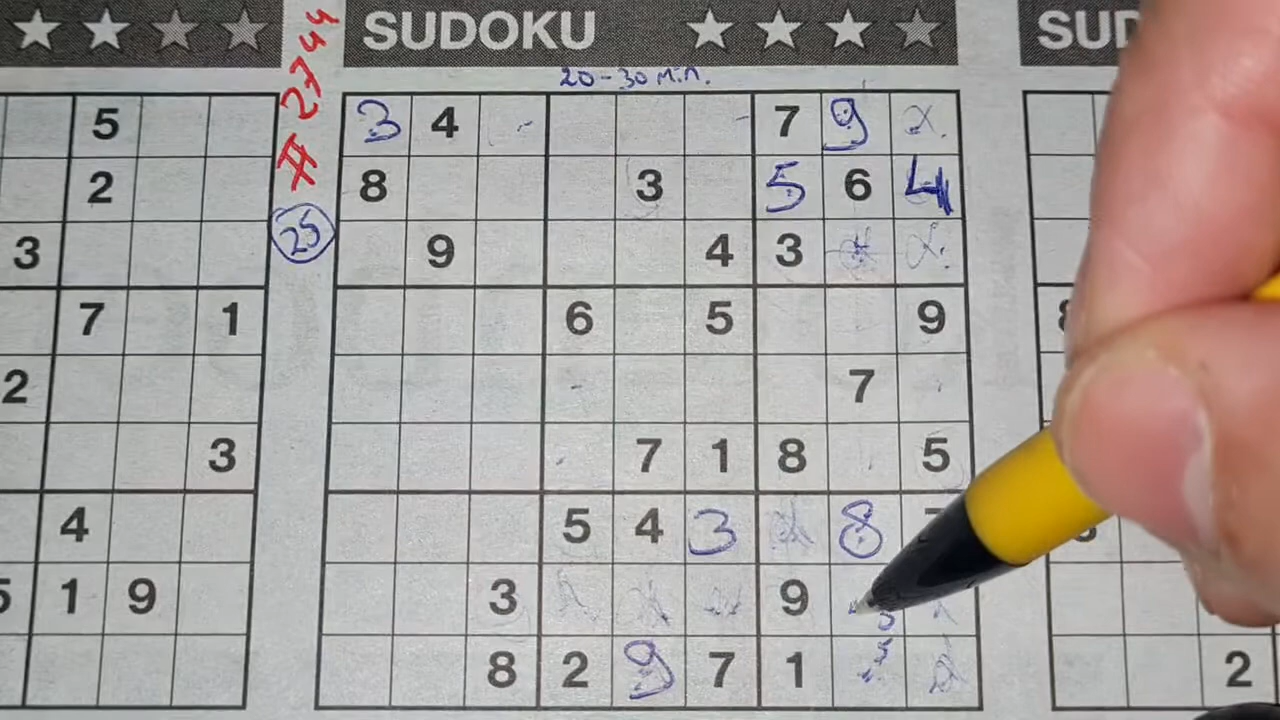 SUDOKU
SUD
# 2744
20-30 min.
25
5
2
3
7 1
2
3
4
5 1 9
3 4 7 9
8 3 5 6 4
9 4 3
6 5 9
7
7 1 8 5
5 4 3 8
3 9
8 2 9 7 1
2